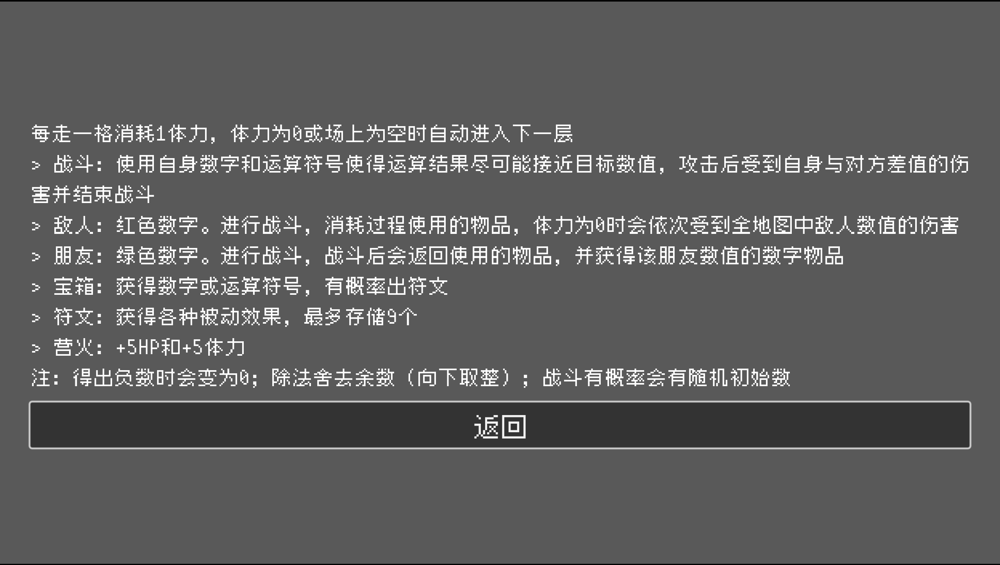 每走一格消耗1体力，体力为0或场上为空时自动进入下一层
> 战斗：使用自身数字和运算符号使得运算结果尽可能接近目标数值，攻击后受到自身与对方差值的伤
害并结束战斗
> 敌人：红色数字。进行战斗，消耗过程使用的物品，体力为0时会依次受到全地图中敌人数值的伤害
> 朋友：绿色数字。进行战斗，战斗后会返回使用的物品，并获得该朋友数值的数字物品
> 宝箱：获得数字或运算符号，有概率出符文
> 符文：获得各种被动效果，最多存储9个
> 营火：+5HP和+5体力
注：得出负数时会变为0；除法舍去余数（向下取整）；战斗有概率会有随机初始数
返回